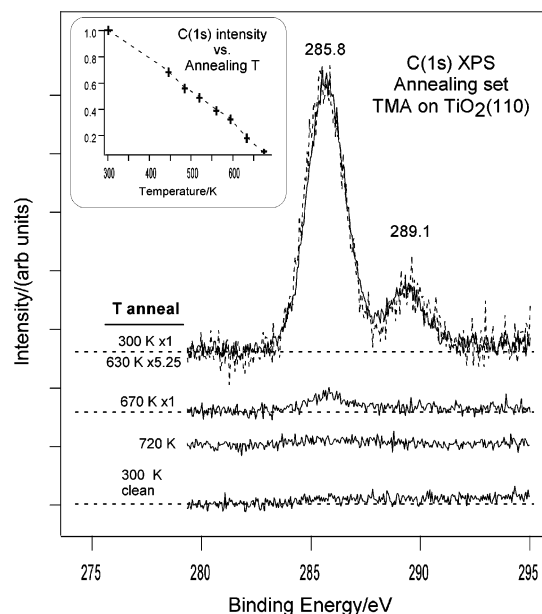 C(1s) intensity
vs.
Annealing T
1.0
0.8
0.6
0.4
0.2
300
400
500
600
Temperature/K
285.8
C(1s) XPS
Annealing set
TMA on TiO2(110)
289.1
Intensity/(arb units)
T anneal
300 K x1
630 K x5.25
670 K x1
720 K
300 K
clean
275
280
285
290
295
Binding Energy/eV